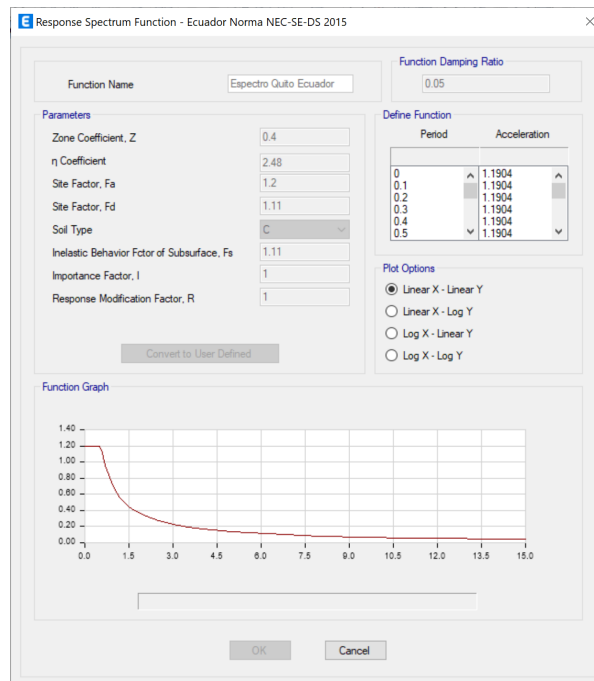 E Response Spectrum Function - Ecuador Norma NEC-SE-DS 2015
Function Name
Espectro Quito Ecuador
Function Damping Ratio
0.05
Parameters
Zone Coefficient, Z 0.4
η Coefficient 2.48
Site Factor, Fa 1.2
Site Factor, Fd 1.11
Soil Type C
Inelastic Behavior Fctor of Subsurface, Fs 1.11
Importance Factor, I 1
Response Modification Factor, R 1
Convert to User Defined
Define Function
Period Acceleration
0 1.1904
0.1 1.1904
0.2 1.1904
0.3 1.1904
0.4 1.1904
0.5 1.1904
Plot Options
Linear X - Linear Y
Linear X - Log Y
Log X - Linear Y
Log X - Log Y
Function Graph
1.40
1.20
1.00
0.80
0.60
0.40
0.20
0.00
0.0 1.5 3.0 4.5 6.0 7.5 9.0 10.5 12.0 13.5 15.0
OK Cancel